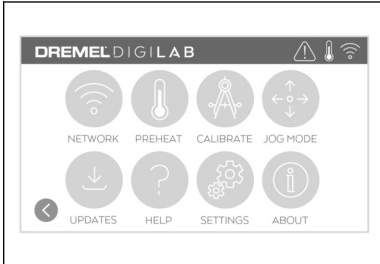 DREMEL DIGILAB
NETWORK PREHEAT CALIBRATE JOG MODE
UPDATES HELP SETTINGS ABOUT